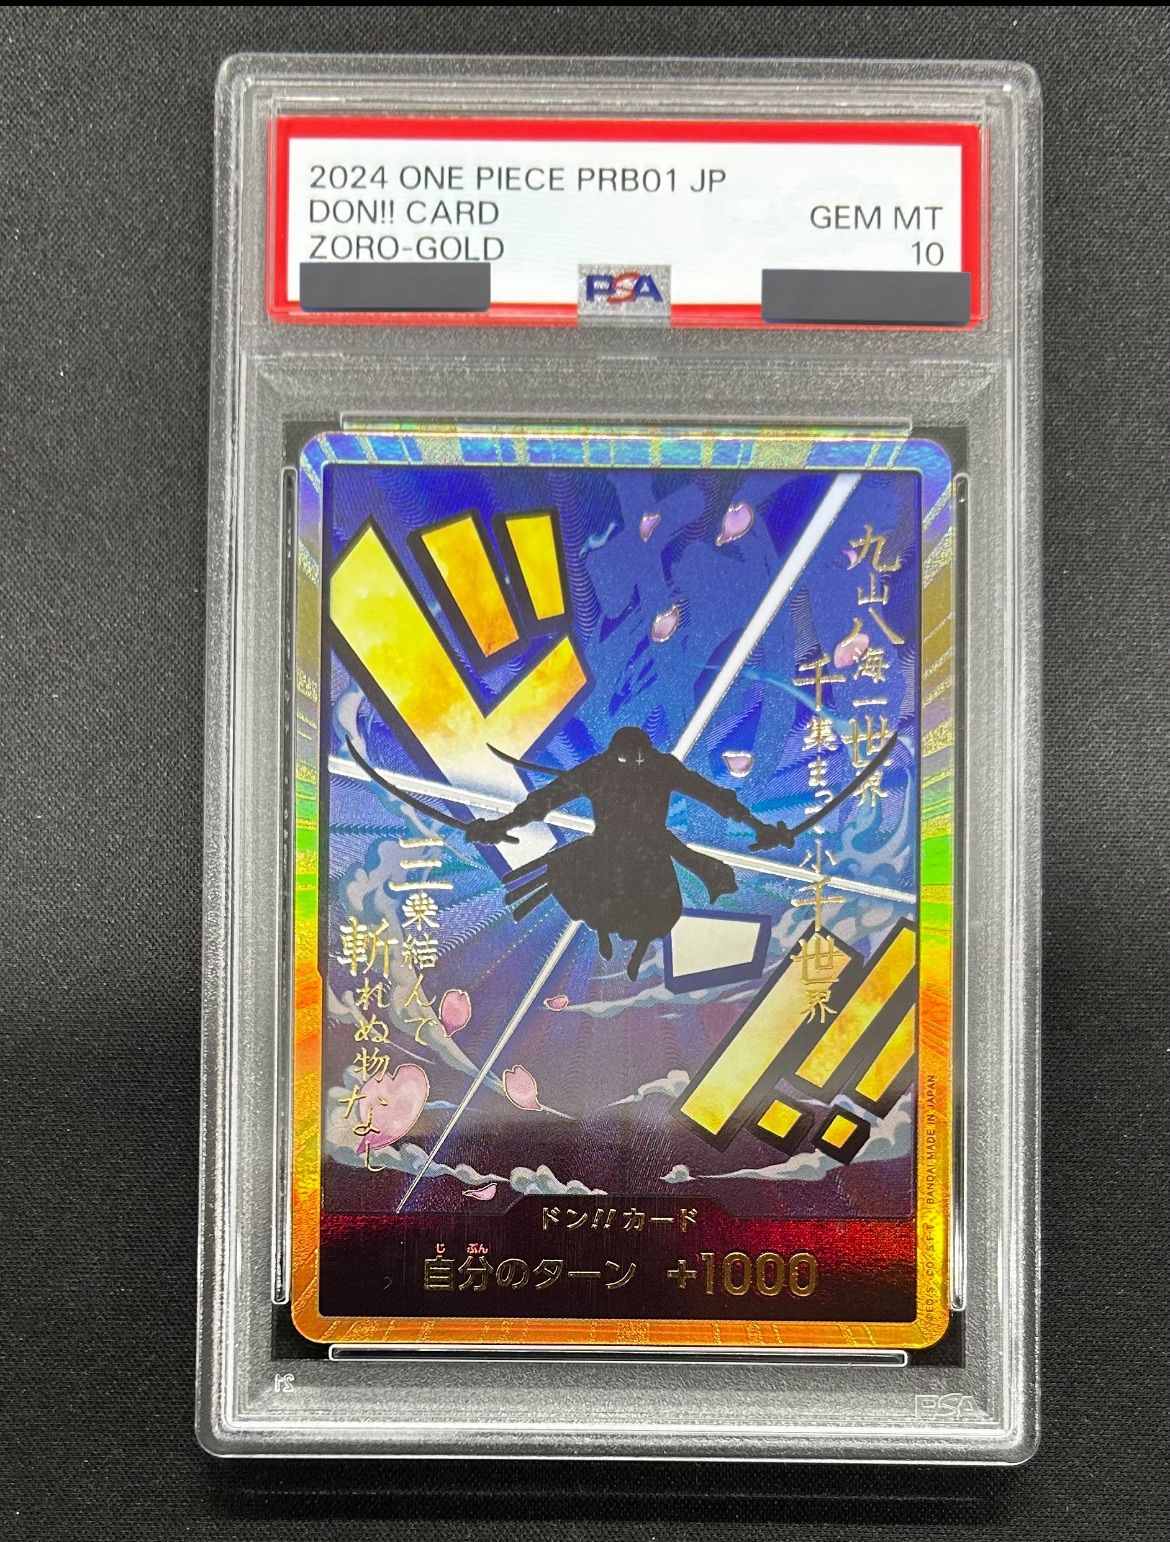 2024 ONE PIECE PRB01 JP
DON!! CARD
ZORO-GOLD
GEM MT
10
PSA
ド
!!
九山八海一世界
千集まって小千世界
三乗結んで
斬れぬ物なし
ドン!!カード
自分のターン +1000
じ ぶん
BANDAI MADE IN JAPAN
PSA